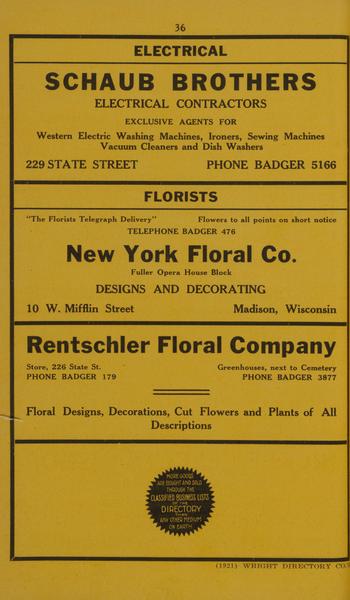 36
ELECTRICAL
SCHAUB BROTHERS
ELECTRICAL CONTRACTORS
EXCLUSIVE AGENTS FOR
Western Electric Washing Machines, Ironers, Sewing Machines
Vacuum Cleaners and Dish Washers
229 STATE STREET PHONE BADGER 5166
FLORISTS
"The Florists Telegraph Delivery" Flowers to all points on short notice
TELEPHONE BADGER 476
New York Floral Co.
Fuller Opera House Block
DESIGNS AND DECORATING
10 W. Mifflin Street Madison, Wisconsin
Rentschler Floral Company
Store, 226 State St. Greenhouses, next to Cemetery
PHONE BADGER 179 PHONE BADGER 3877
Floral Designs, Decorations, Cut Flowers and Plants of All
Descriptions
MORE GOODS
ARE BOUGHT AND SOLD
THROUGH THE
CLASSIFIED BUSINESS LISTS
OF THE
DIRECTORY
THAN
ANY OTHER MEDIUM
ON EARTH
(1921) WRIGHT DIRECTORY CO.